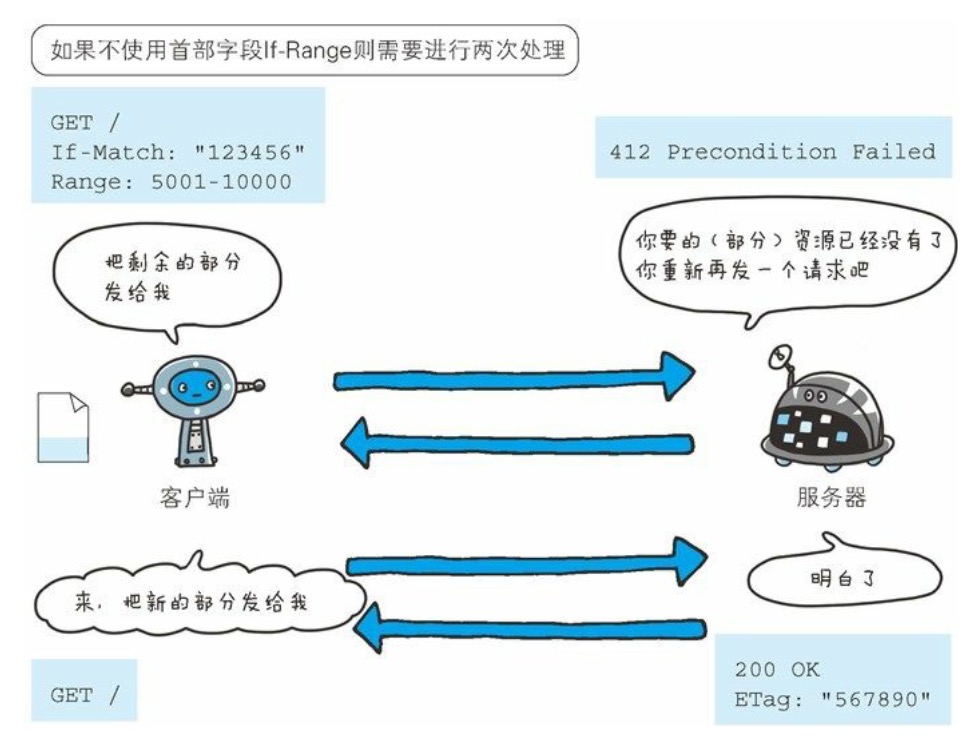 如果不使用首部字段If-Range则需要进行两次处理
GET /
If-Match: "123456"
Range: 5001-10000
412 Precondition Failed
把剩余的部分
发给我
你要的（部分）资源已经没有了
你重新再发一个请求吧
客户端
服务器
来，把新的部分发给我
明白了
GET /
200 OK
ETag: "567890"